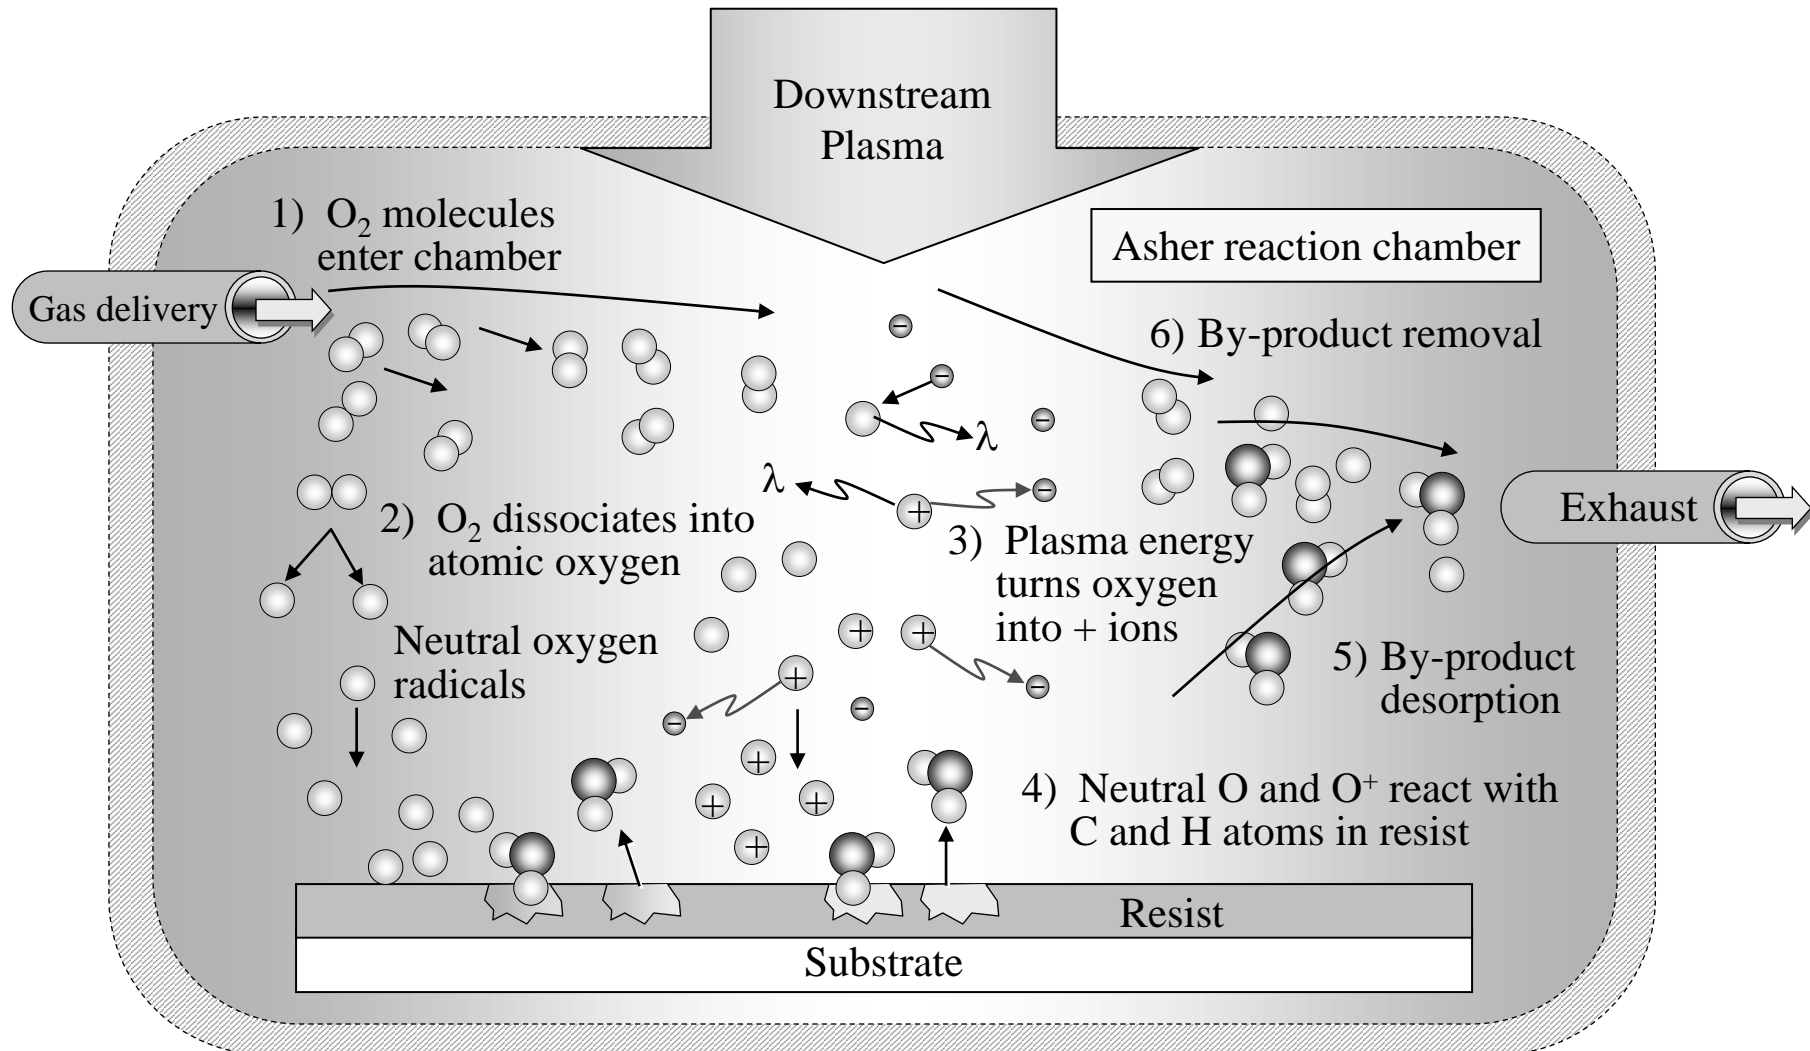 Downstream
Plasma
1) O₂ molecules
enter chamber
Asher reaction chamber
Gas delivery
6) By-product removal
λ
λ
2) O₂ dissociates into
atomic oxygen
3) Plasma energy
turns oxygen
into + ions
Exhaust
Neutral oxygen
radicals
5) By-product
desorption
4) Neutral O and O⁺ react with
C and H atoms in resist
Resist
Substrate